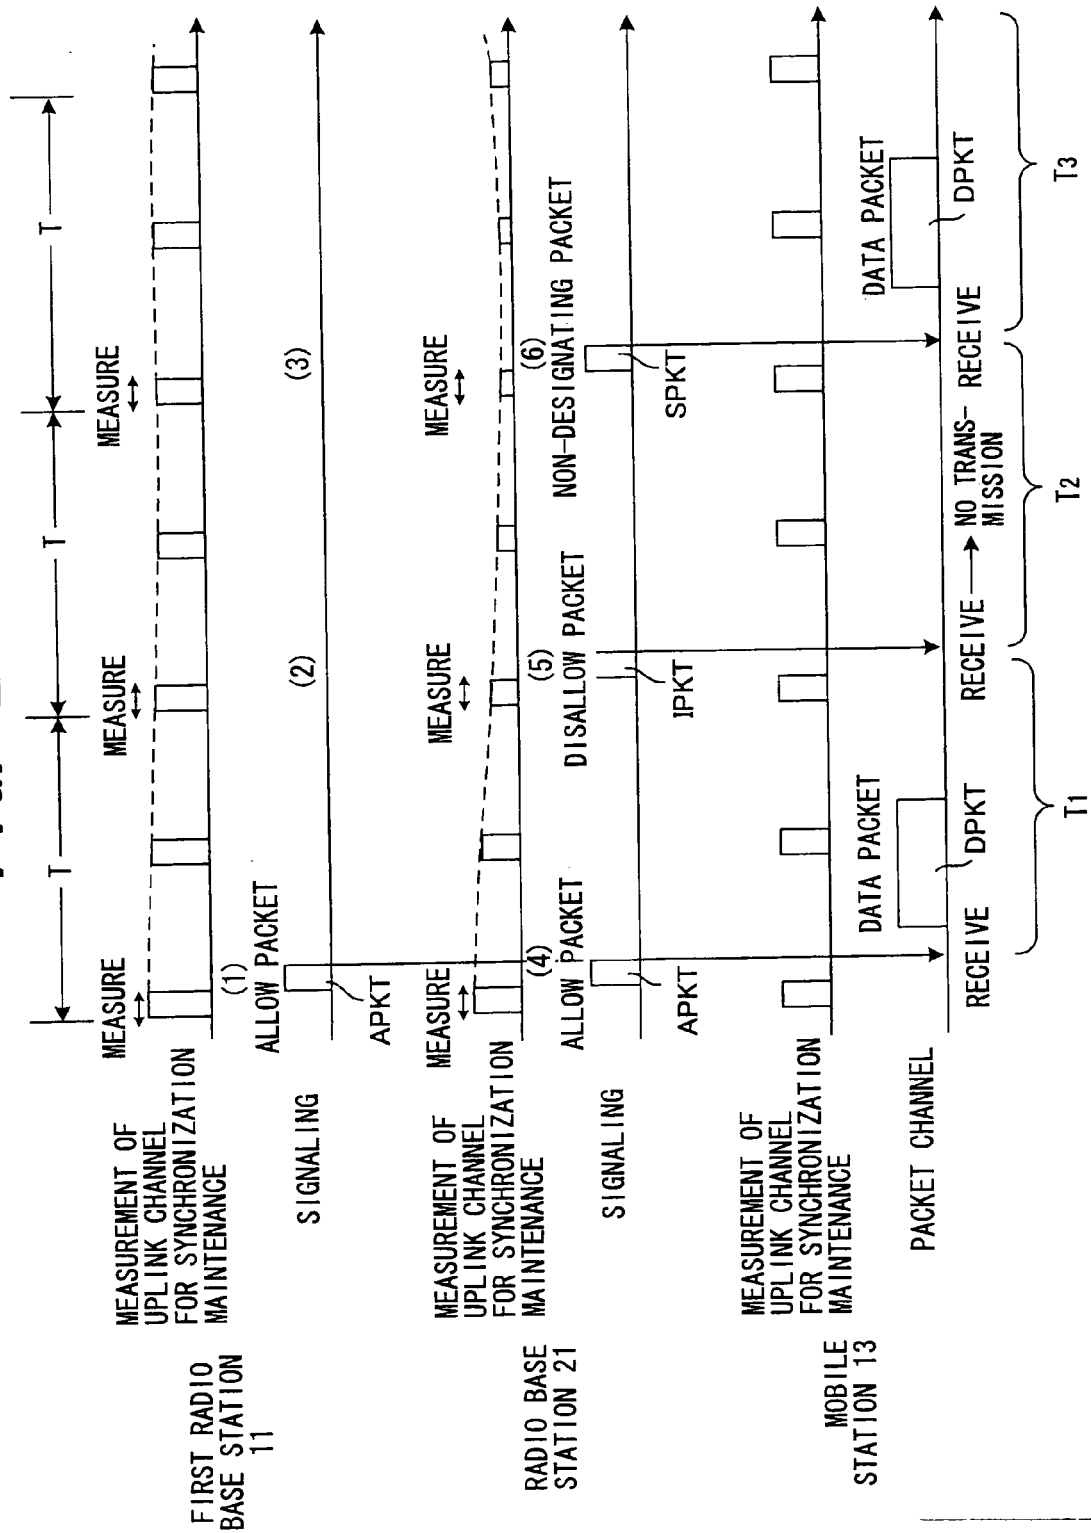 T
T
T
FIRST RADIO
BASE STATION
11
MEASUREMENT OF
UPLINK CHANNEL
FOR SYNCHRONIZATION
MAINTENANCE
MEASURE
MEASURE
MEASURE
SIGNALING
(1)
ALLOW PACKET
APKT
(2)
(3)
RADIO BASE
STATION 21
MEASUREMENT OF
UPLINK CHANNEL
FOR SYNCHRONIZATION
MAINTENANCE
MEASURE
MEASURE
MEASURE
SIGNALING
(4)
ALLOW PACKET
APKT
(5)
DISALLOW PACKET
IPKT
(6)
NON-DESIGNATING PACKET
SPKT
MOBILE
STATION 13
MEASUREMENT OF
UPLINK CHANNEL
FOR SYNCHRONIZATION
MAINTENANCE
PACKET CHANNEL
RECEIVE
DATA PACKET
DPKT
RECEIVE
NO TRANS-
MISSION
RECEIVE
DATA PACKET
DPKT
T1
T2
T3